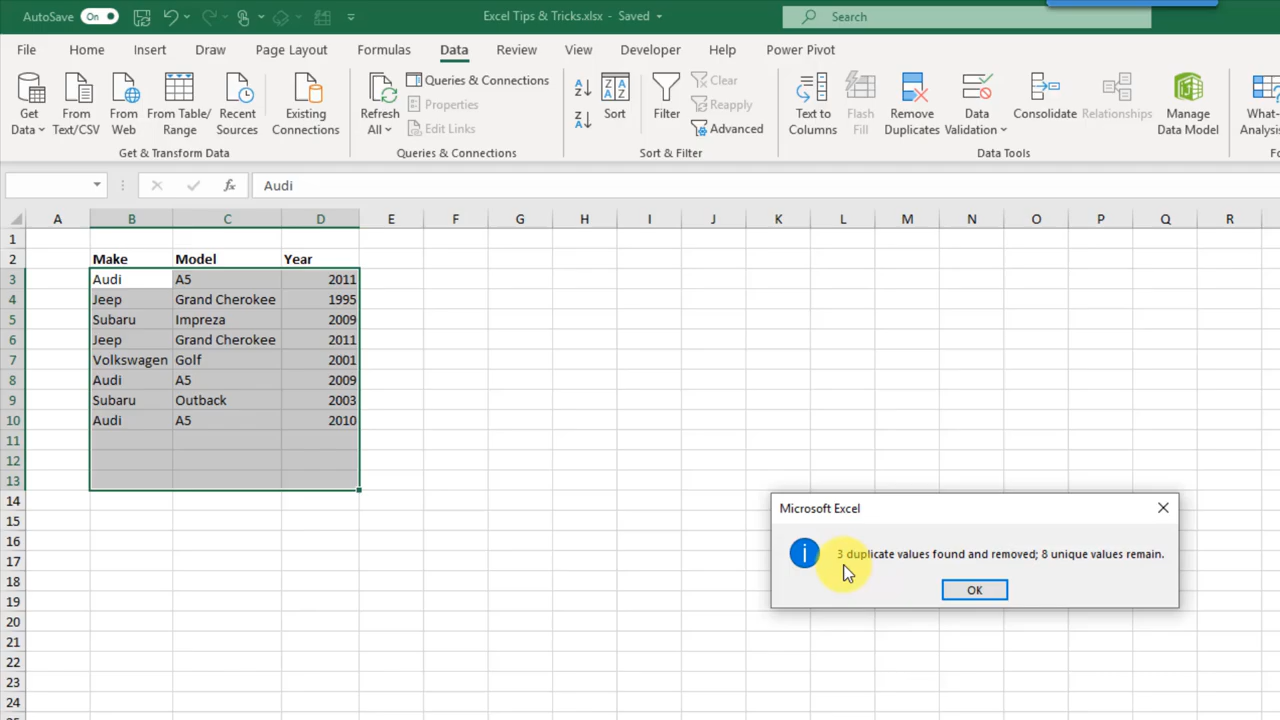 AutoSave On Excel Tips & Tricks.xlsx - Saved Search
File Home Insert Draw Page Layout Formulas Data Review View Developer Help Power Pivot
Get Data From Text/CSV From Web From Table/ Range Recent Sources Existing Connections
Get & Transform Data
Refresh All Queries & Connections
Properties
Edit Links
Queries & Connections
Sort Filter Clear
Reapply
Advanced
Sort & Filter
Text to Columns Flash Fill Remove Duplicates Data Validation Consolidate Relationships Manage Data Model
Data Tools
What-
fx Audi
A B C D E F G H I J K L M N O P Q R
1
2 Make Model Year
3 Audi A5 2011
4 Jeep Grand Cherokee 1995
5 Subaru Impreza 2009
6 Jeep Grand Cherokee 2011
7 Volkswagen Golf 2001
8 Audi A5 2009
9 Subaru Outback 2003
10 Audi A5 2010
11
12
13
14
15
16
17
18
19
20
21
22
23
24
Microsoft Excel
3 duplicate values found and removed; 8 unique values remain.
OK